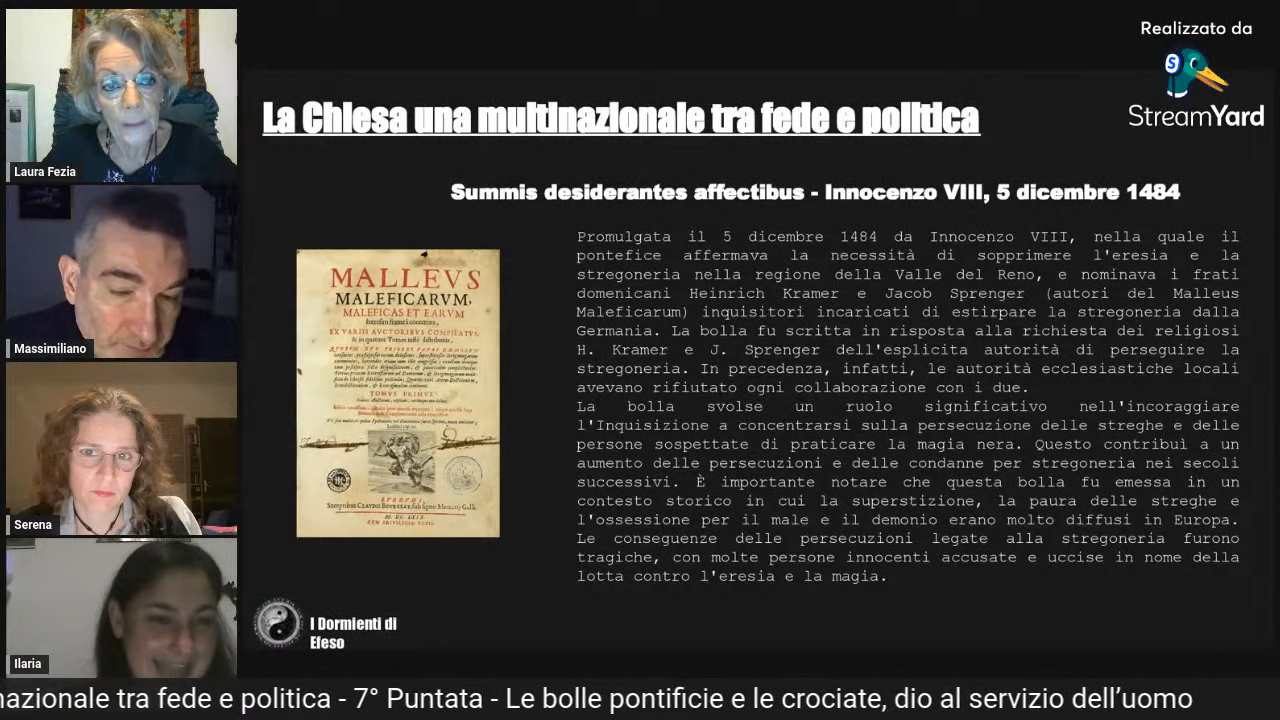 Realizzato da
StreamYard
La Chiesa una multinazionale tra fede e politica
Summis desiderantes affectibus - Innocenzo VIII, 5 dicembre 1484
Promulgata il 5 dicembre 1484 da Innocenzo VIII, nella quale il
pontefice affermava la necessità di sopprimere l'eresia e la
stregoneria nella regione della Valle del Reno, e nominava i frati
domenicani Heinrich Kramer e Jacob Sprenger (autori del Malleus
Maleficarum) inquisitori incaricati di estirpare la stregoneria dalla
Germania. La bolla fu scritta in risposta alla richiesta dei religiosi
H. Kramer e J. Sprenger dell'esplicita autorità di perseguire la
stregoneria. In precedenza, infatti, le autorità ecclesiastiche locali
avevano rifiutato ogni collaborazione con i due.
La bolla svolse un ruolo significativo nell'incoraggiare
l'Inquisizione a concentrarsi sulla persecuzione delle streghe e delle
persone sospettate di praticare la magia nera. Questo contribuì a un
aumento delle persecuzioni e delle condanne per stregoneria nei secoli
successivi. È importante notare che questa bolla fu emessa in un
contesto storico in cui la superstizione, la paura delle streghe e
l'ossessione per il male e il demonio erano molto diffusi in Europa.
Le conseguenze delle persecuzioni legate alla stregoneria furono
tragiche, con molte persone innocenti accusate e uccise in nome della
lotta contro l'eresia e la magia.
MALLEVS
MALEFICARVM,
MALEFICAS ET EARVM
EX VARIIS AVCTORIBVS COMPILATVS,
TOMVS PRIMVS
I Dormienti di
Efeso
Laura Fezia
Massimiliano
Serena
Ilaria
nazionale tra fede e politica - 7° Puntata - Le bolle pontificie e le crociate, dio al servizio dell’uomo